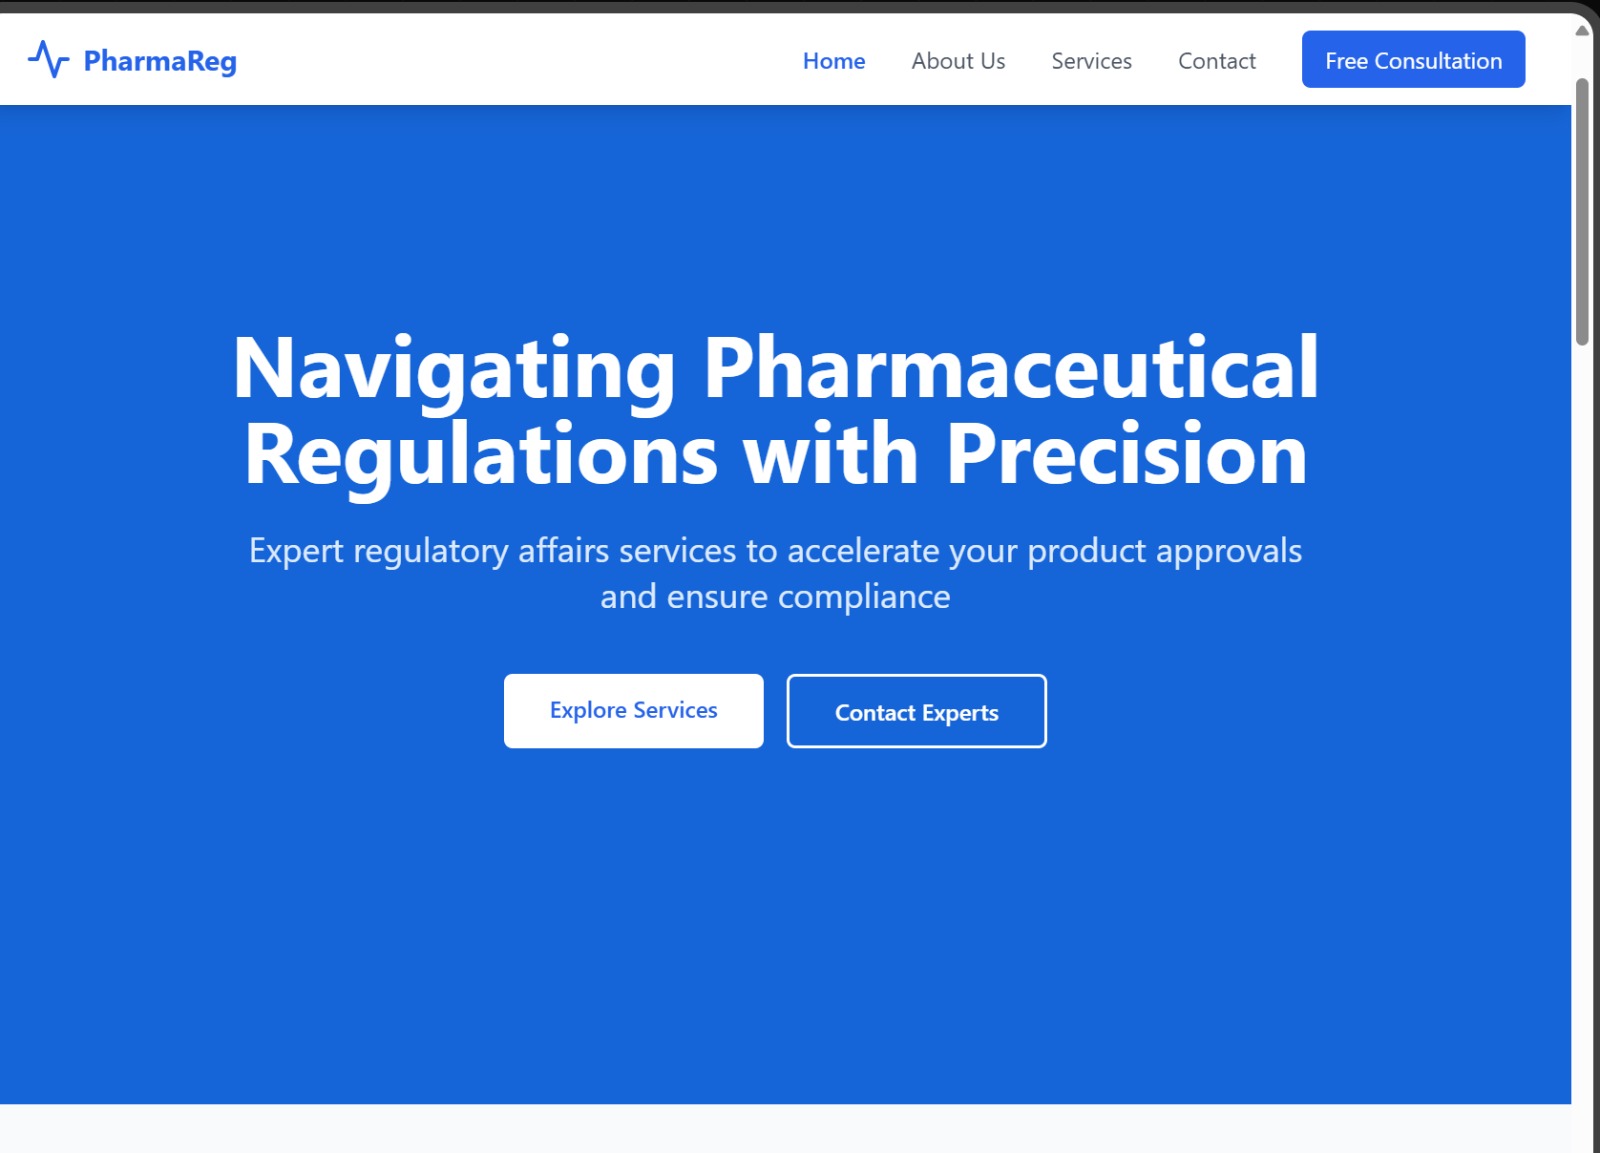 PharmaReg
Home
About Us
Services
Contact
Free Consultation
Navigating Pharmaceutical
Regulations with Precision
Expert regulatory affairs services to accelerate your product approvals
and ensure compliance
Explore Services
Contact Experts